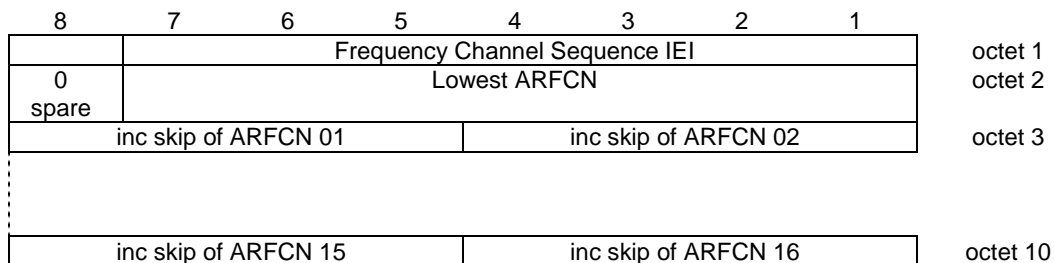 8 7 6 5 4 3 2 1
Frequency Channel Sequence IEI octet 1
0 Lowest ARFCN octet 2
spare
inc skip of ARFCN 01 inc skip of ARFCN 02 octet 3
inc skip of ARFCN 15 inc skip of ARFCN 16 octet 10